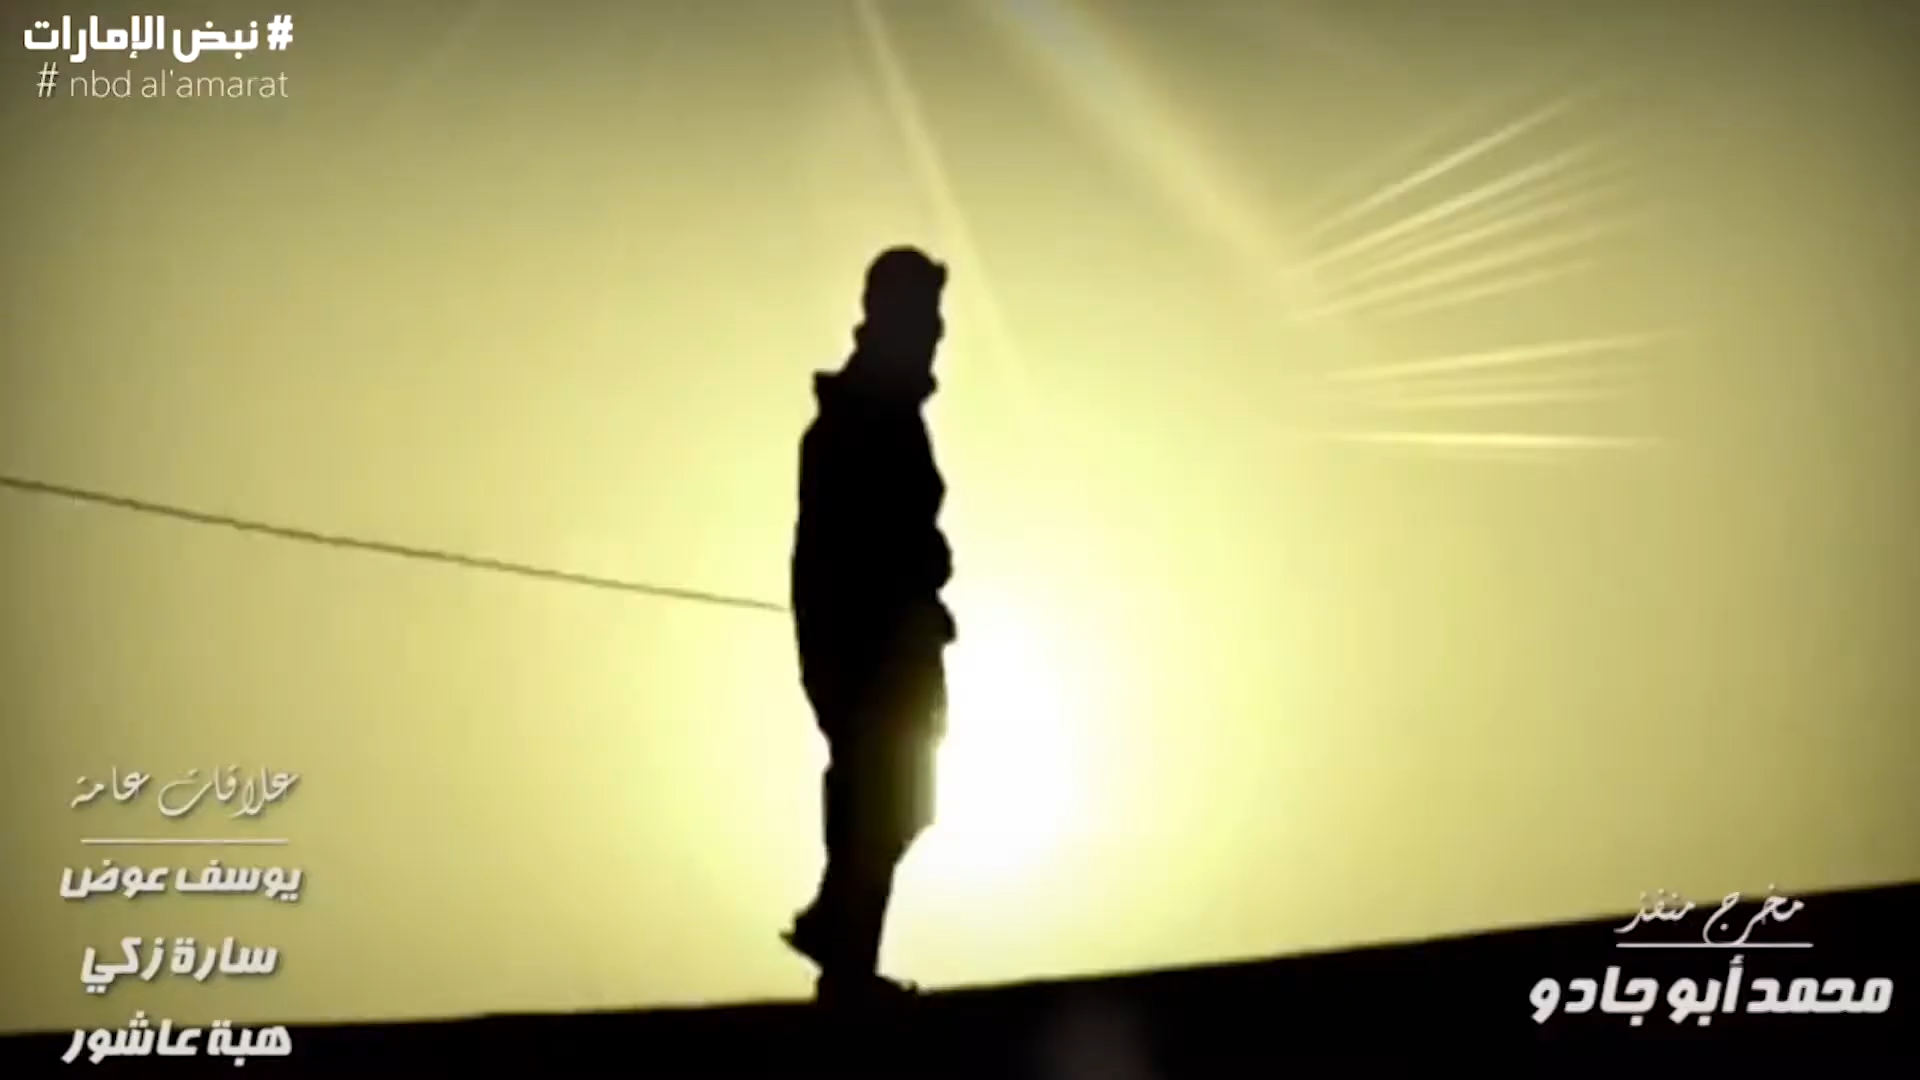 # نبض الإمارات
# nbd al'amarat
علاقات عامة
يوسف عوض
سارة زكي
هبة عاشور
مخرج منفذ
محمد أبو جادو